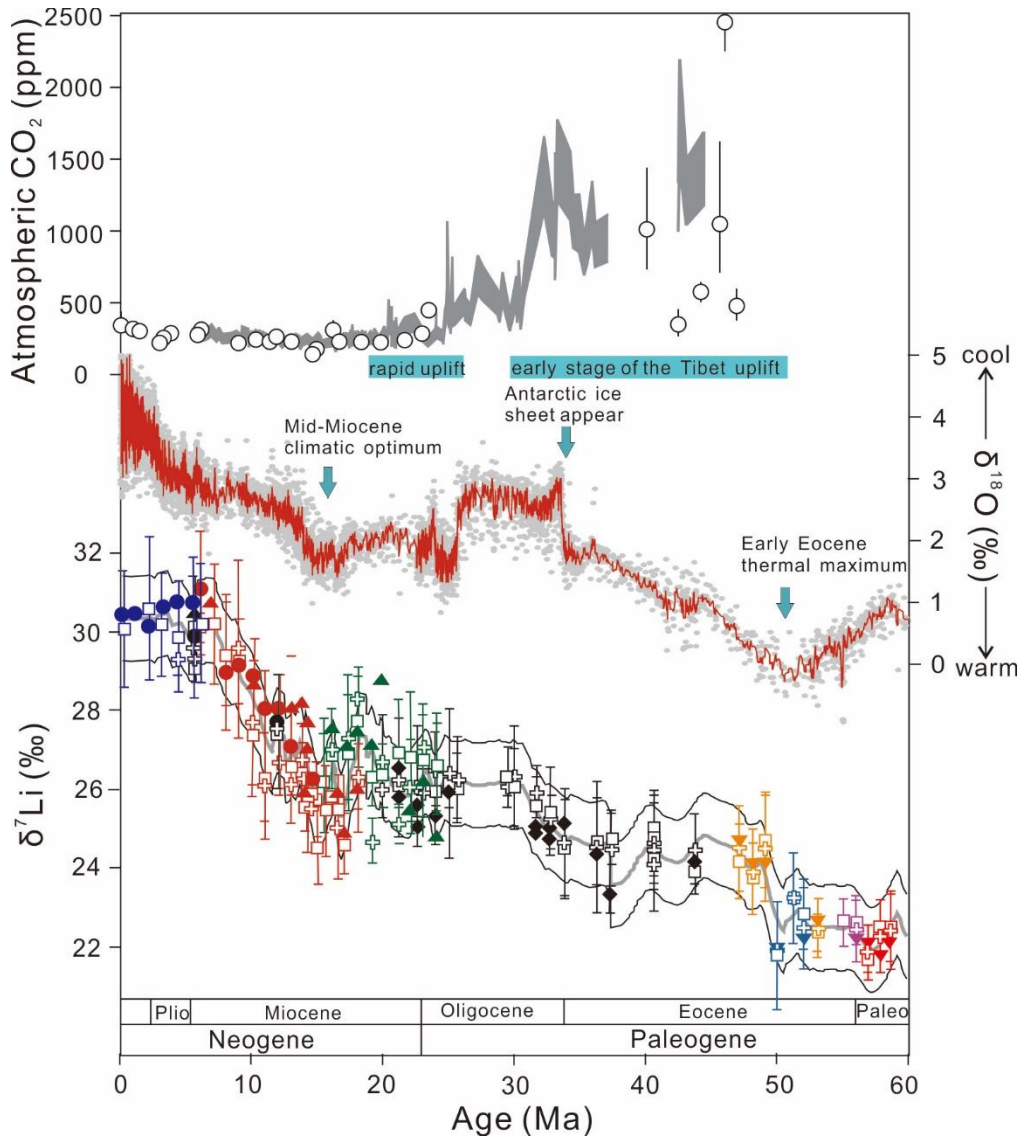 Atmospheric CO₂ (ppm)
2500
2000
1500
1000
500
0
rapid uplift
early stage of the Tibet uplift
5 cool
4
3
2
1
0
warm
δ¹⁸O (‰)
Antarctic ice
sheet appear
Mid-Miocene
climatic optimum
Early Eocene
thermal maximum
δ⁷Li (‰)
32
30
28
26
24
22
Plio Miocene Oligocene Eocene Paleo
Neogene Paleogene
0 10 20 30 40 50 60
Age (Ma)